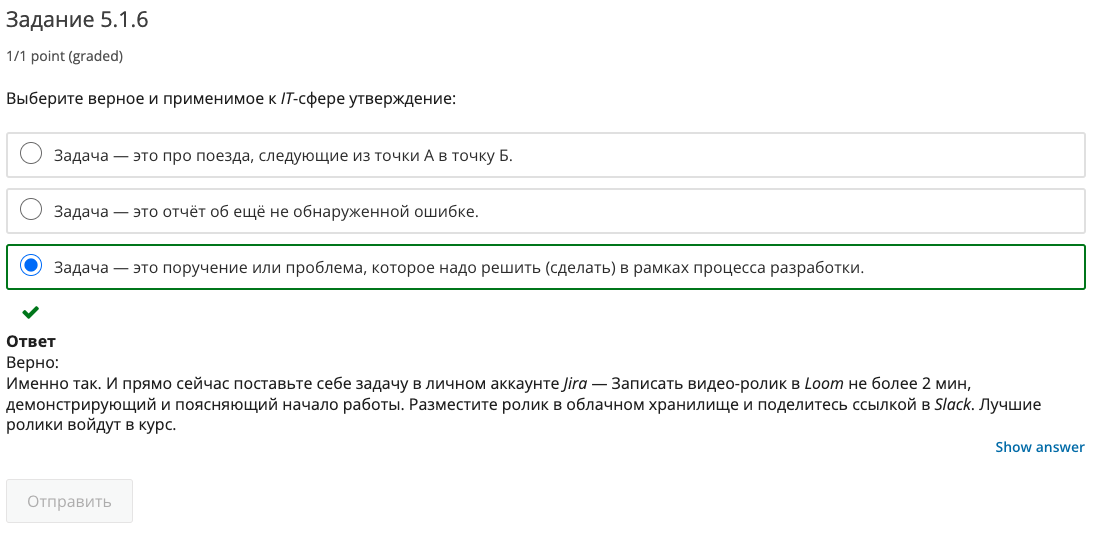 Задание 5.1.6
1/1 point (graded)
Выберите верное и применимое к IT-сфере утверждение:
Задача — это про поезда, следующие из точки А в точку Б.
Задача — это отчёт об ещё не обнаруженной ошибке.
Задача — это поручение или проблема, которое надо решить (сделать) в рамках процесса разработки.
Ответ
Верно:
Именно так. И прямо сейчас поставьте себе задачу в личном аккаунте Jira — Записать видео-ролик в Loom не более 2 мин,
демонстрирующий и поясняющий начало работы. Разместите ролик в облачном хранилище и поделитесь ссылкой в Slack. Лучшие
ролики войдут в курс.
Show answer
Отправить